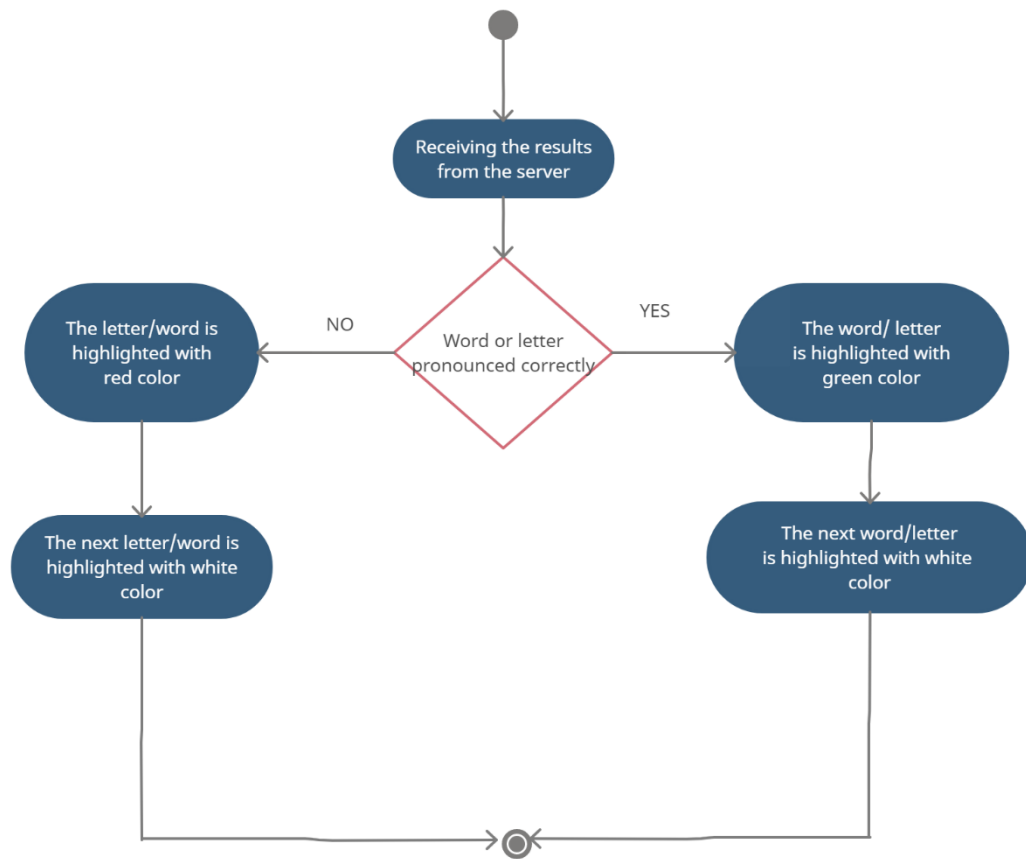 Receiving the results
from the server
NO
YES
The letter/word is
highlighted with
red color
Word or letter
pronounced correctly
The word/ letter
is highlighted with
green color
The next letter/word is
highlighted with white
color
The next word/letter
is highlighted with white
color